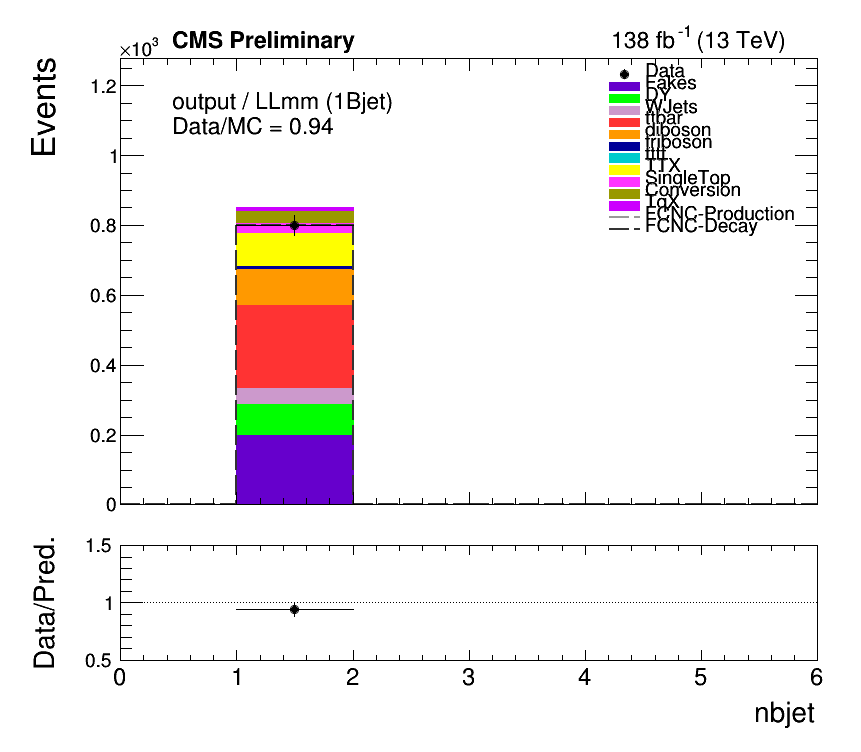 ×10³ CMS Preliminary 138 fb⁻¹ (13 TeV)
Events
output / LLmm (1Bjet)
Data/MC = 0.94
Data
Fakes
DY
WJets
ttbar
diboson
triboson
tttt
TTX
SingleTop
Conversion
TqX
FCNC-Production
FCNC-Decay
1.2
1
0.8
0.6
0.4
0.2
0
Data/Pred.
1.5
1
0.5
0 1 2 3 4 5 6
nbjet